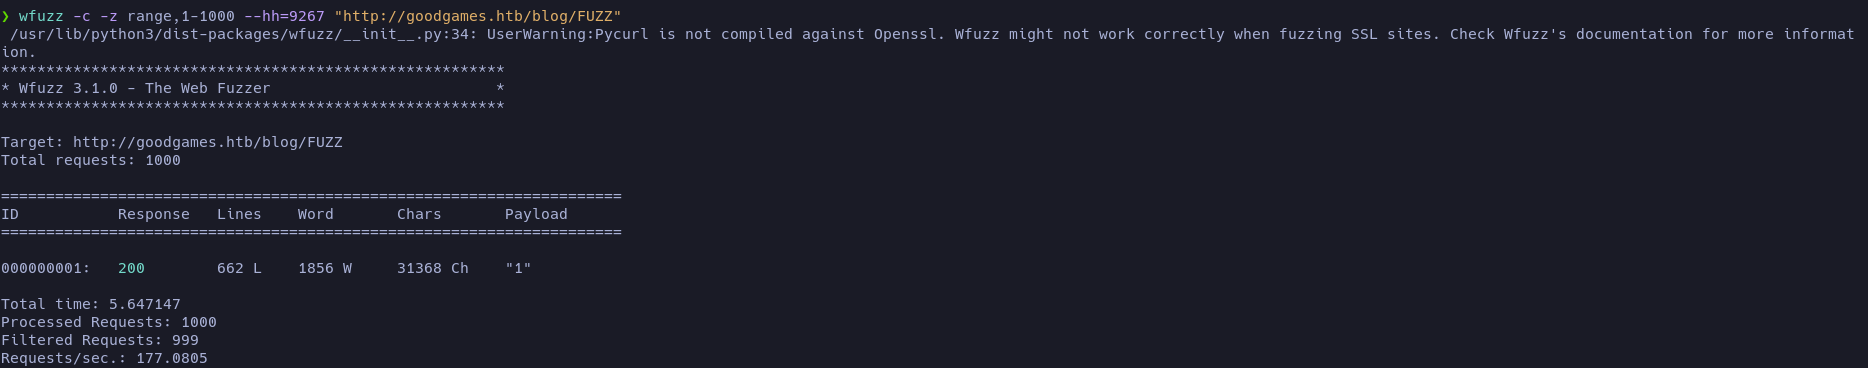 ❯ wfuzz -c -z range,1-1000 --hh=9267 "http://goodgames.htb/blog/FUZZ"
 /usr/lib/python3/dist-packages/wfuzz/__init__.py:34: UserWarning:Pycurl is not compiled against Openssl. Wfuzz might not work correctly when fuzzing SSL sites. Check Wfuzz's documentation for more informat
ion.
********************************************************
* Wfuzz 3.1.0 - The Web Fuzzer                         *
********************************************************

Target: http://goodgames.htb/blog/FUZZ
Total requests: 1000

=====================================================================
ID           Response   Lines    Word       Chars       Payload
=====================================================================

000000001:   200        662 L    1856 W     31368 Ch    "1"

Total time: 5.647147
Processed Requests: 1000
Filtered Requests: 999
Requests/sec.: 177.0805